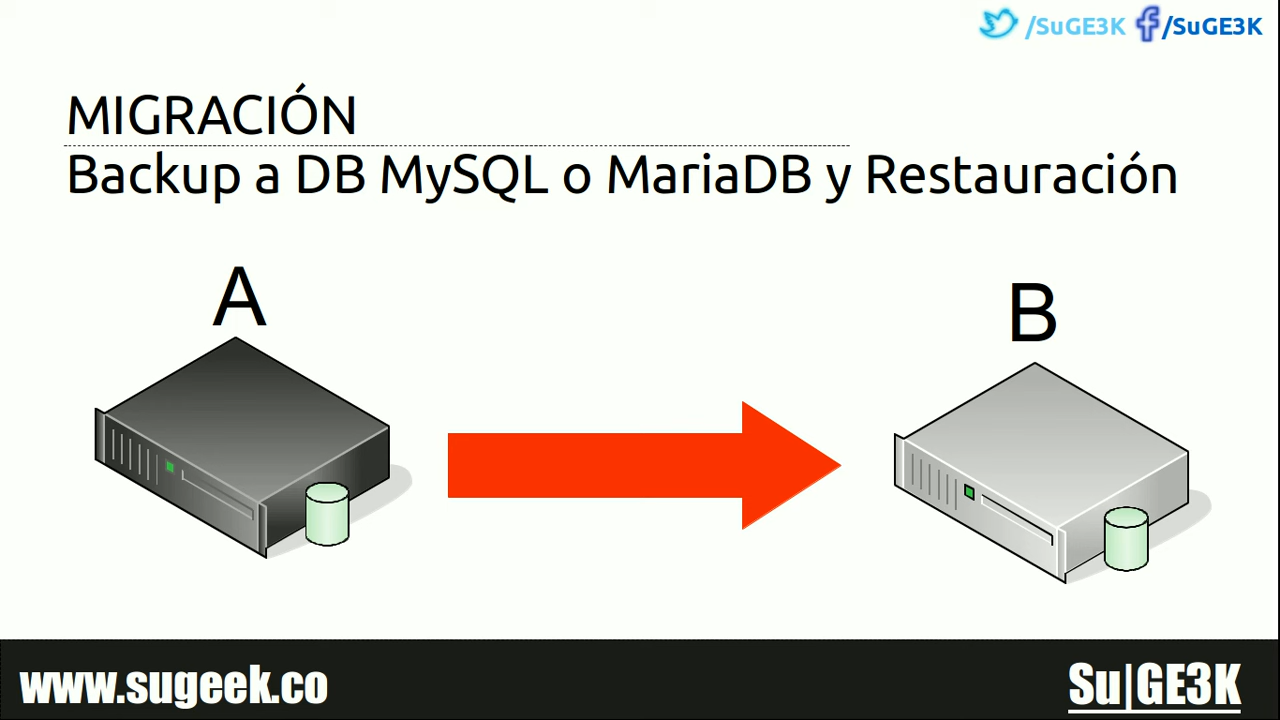 /SuGE3K /SuGE3K
MIGRACIÓN
Backup a DB MySQL o MariaDB y Restauración
A
B
www.sugeek.co
Su|GE3K